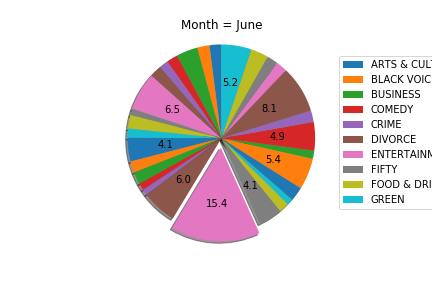 Month = June
ARTS & CULT
BLACK VOIC
BUSINESS
COMEDY
CRIME
DIVORCE
ENTERTAINM
FIFTY
FOOD & DRI
GREEN
5.2
6.5
8.1
4.1
4.9
5.4
6.0
4.1
15.4